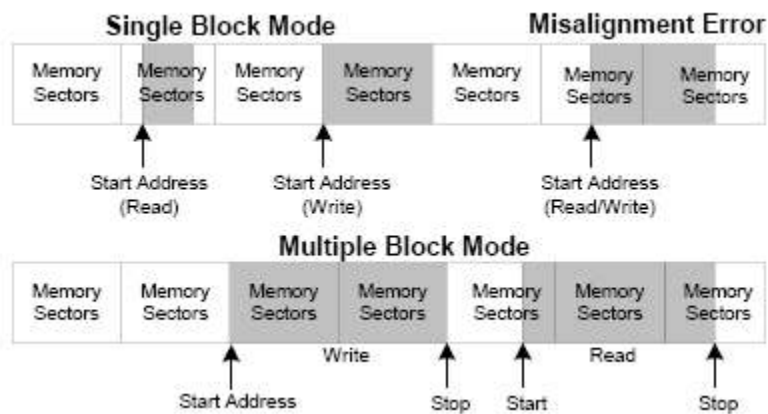 Single Block Mode
Misalignment Error
Memory Sectors
Memory Sectors
Memory Sectors
Memory Sectors
Memory Sectors
Memory Sectors
Memory Sectors
Start Address
(Read)
Start Address
(Write)
Start Address
(Read/Write)
Multiple Block Mode
Memory Sectors
Memory Sectors
Memory Sectors
Memory Sectors
Memory Sectors
Memory Sectors
Memory Sectors
Write
Read
Start Address
Stop
Start
Stop